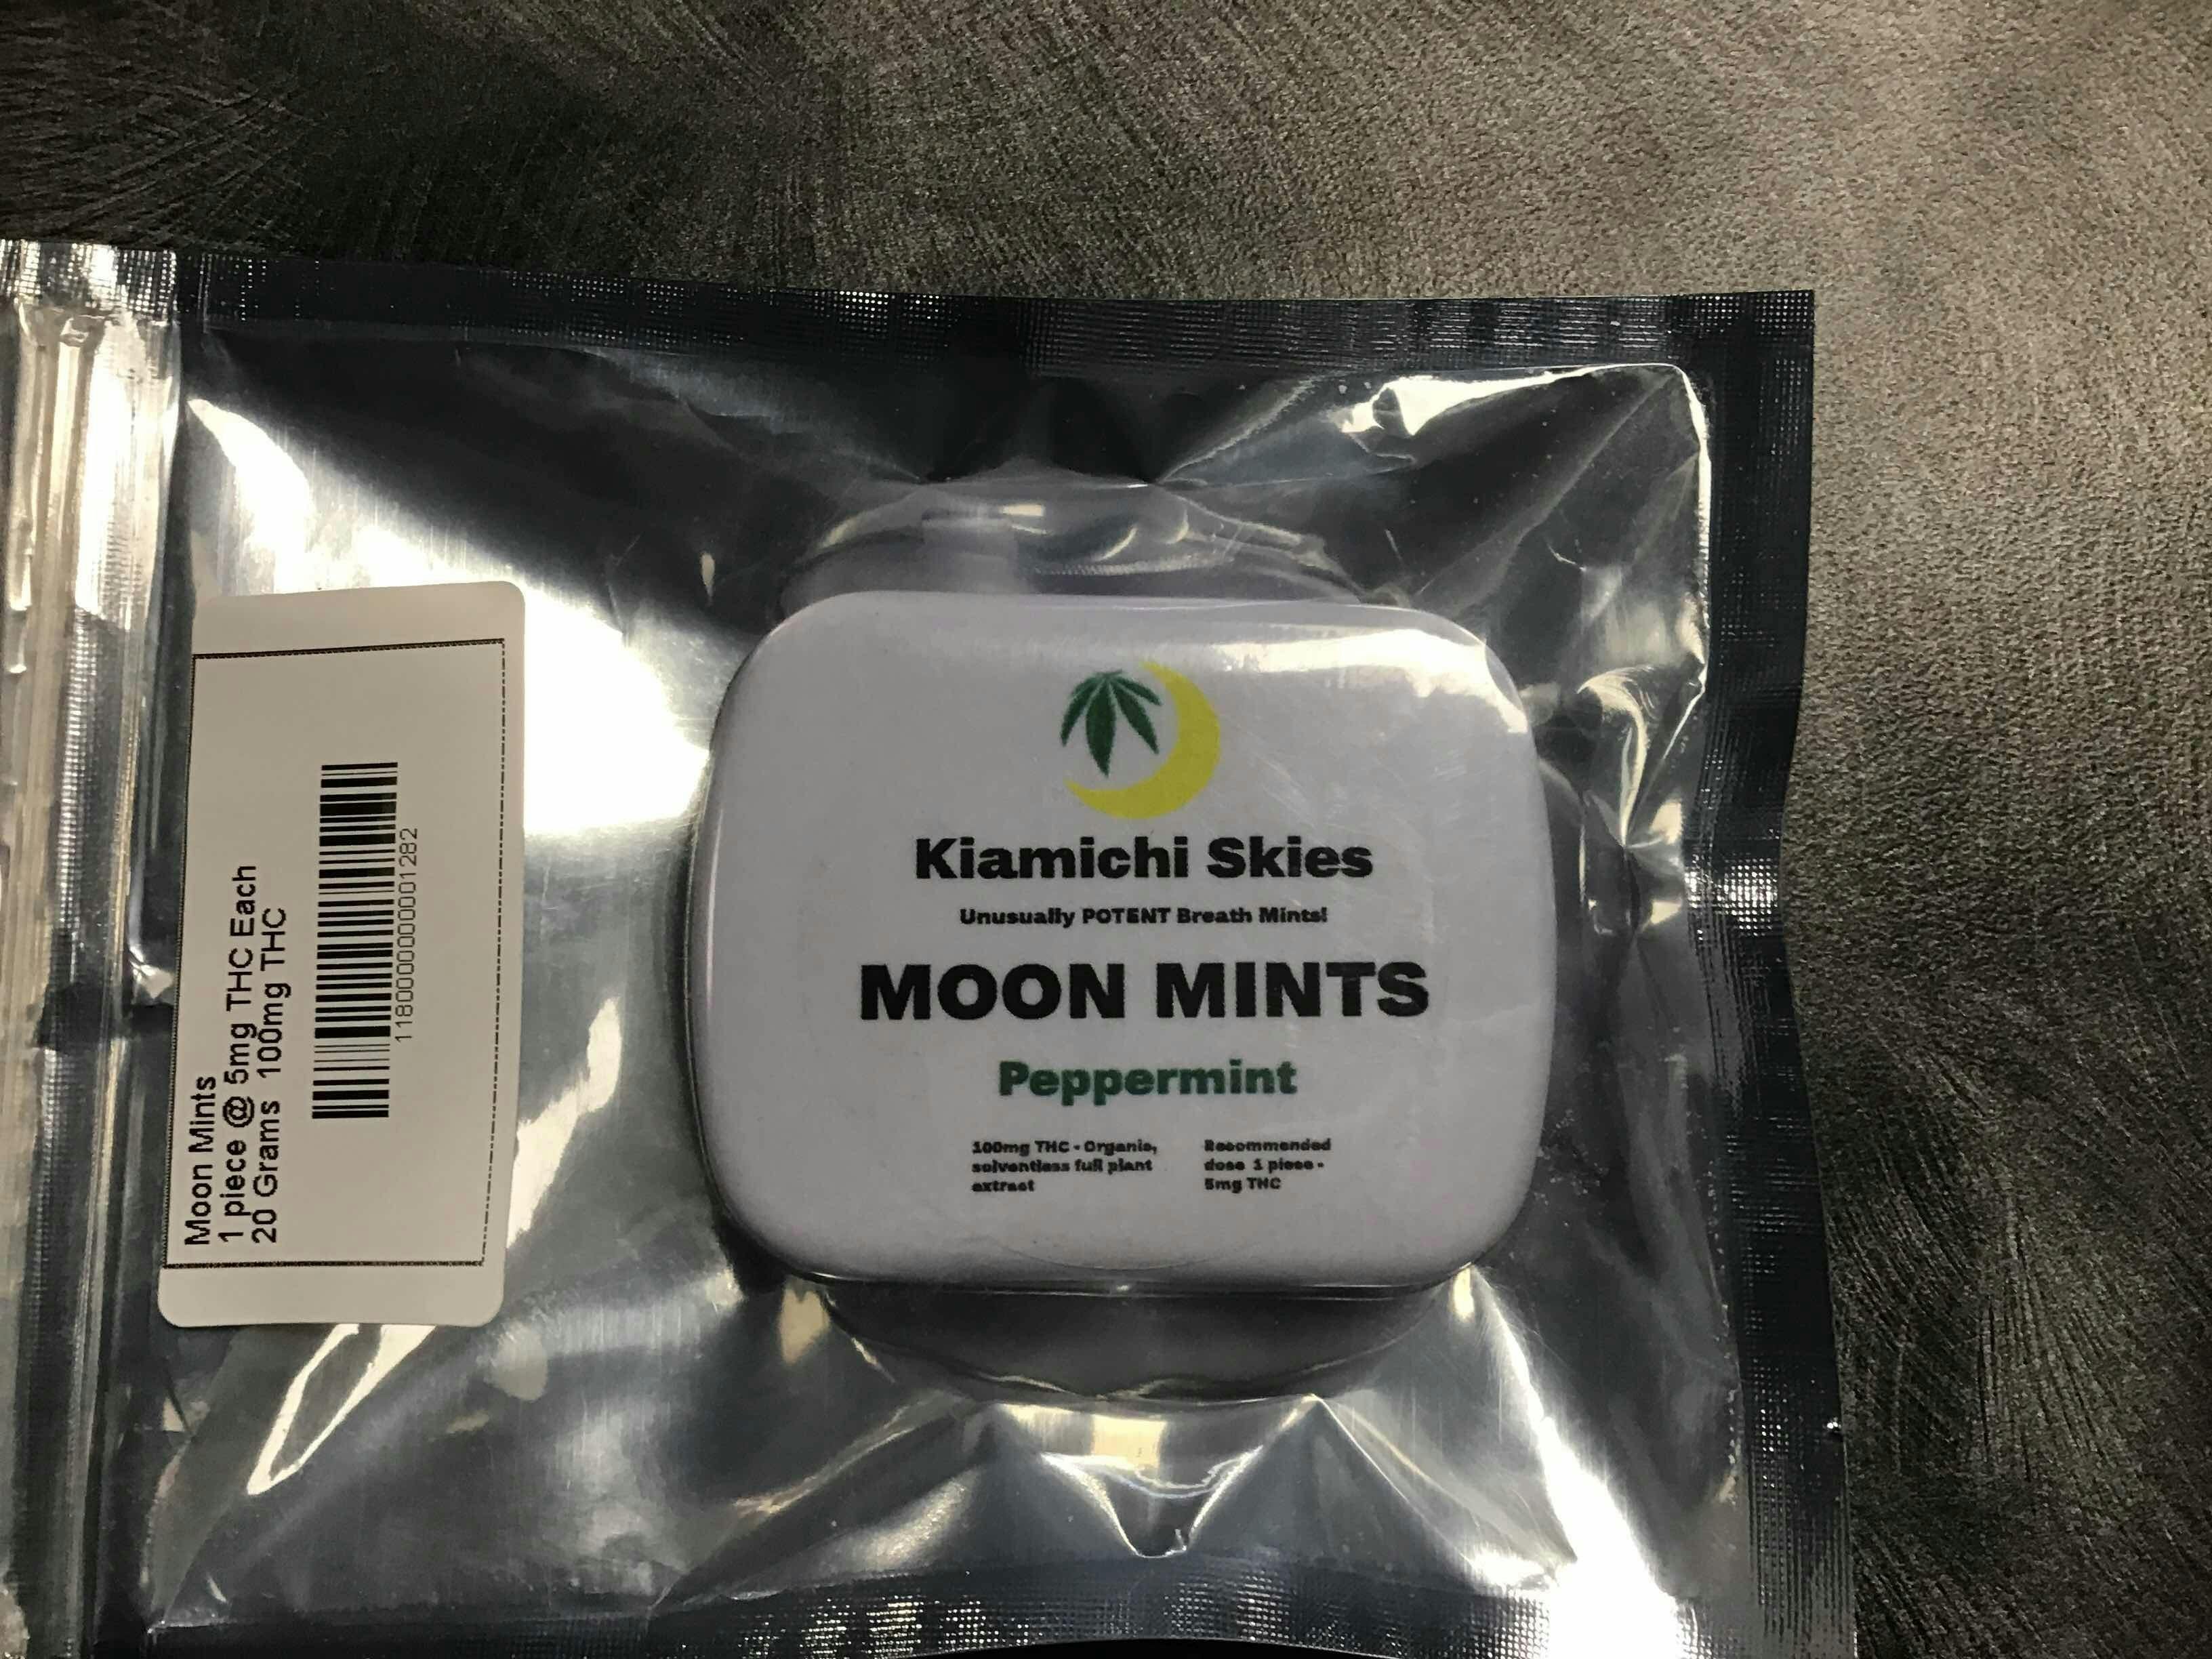 Moon Mints
1 piece @ 5mg THC Each
20 Grams 100mg THC
1180000000001282
Kiamichi Skies
Unusually POTENT Breath Mints!
MOON MINTS
Peppermint
100mg THC - Organic,
solventless full plant
extract
Recommended
dose 1 piece -
5mg THC